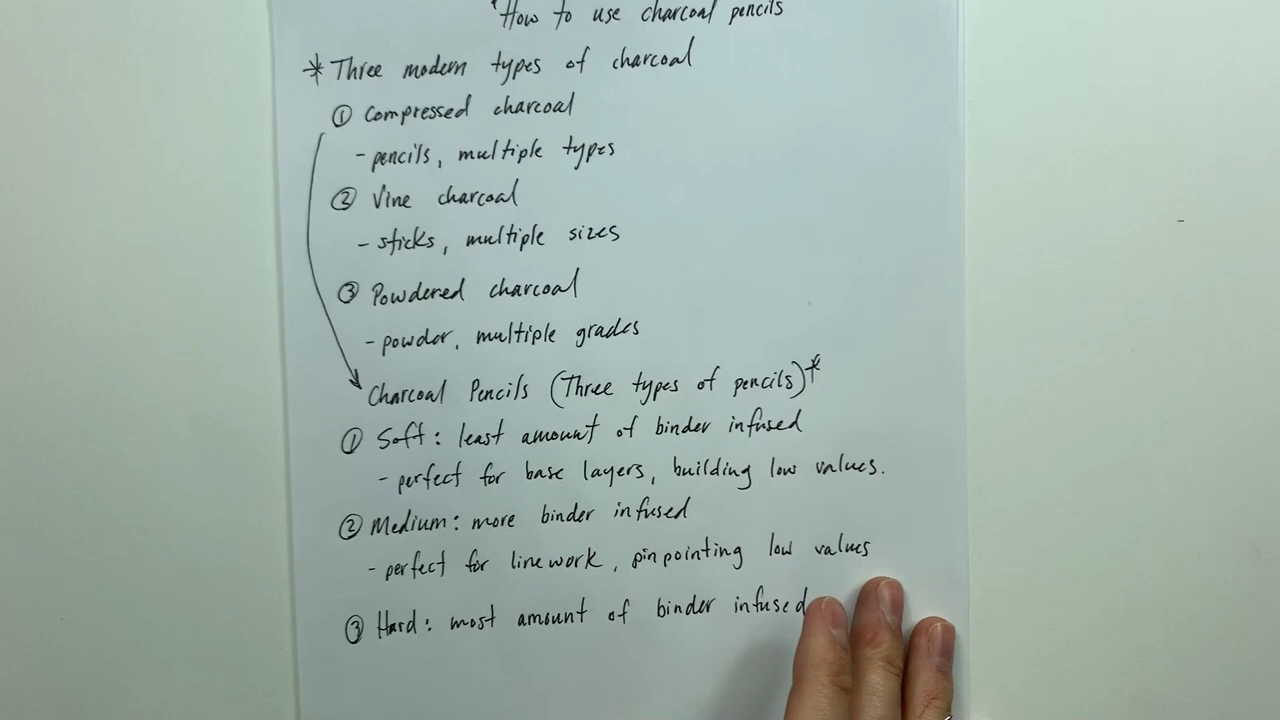 "How to use charcoal pencils
* Three modern types of charcoal
① Compressed charcoal
- pencils, multiple types
② Vine charcoal
- sticks, multiple sizes
③ Powdered charcoal
- powder, multiple grades
Charcoal Pencils (Three types of pencils)*
① Soft: least amount of binder infused
- perfect for base layers, building low values.
② Medium: more binder infused
- perfect for linework, pinpointing low values
③ Hard: most amount of binder infused